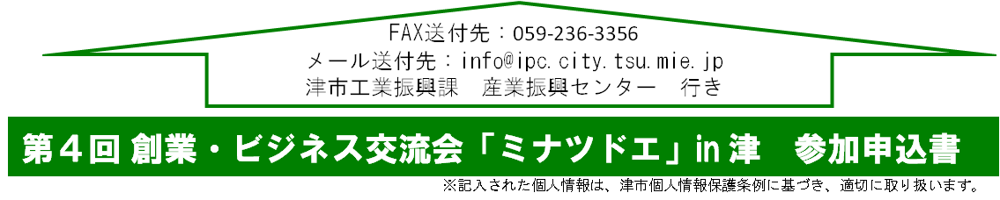 FAX送付先：059-236-3356
メール送付先：info@ipc.city.tsu.mie.jp
津市工業振興課　産業振興センター　行き
第４回 創業・ビジネス交流会「ミナツドエ」in 津　参加申込書
※記入された個人情報は、津市個人情報保護条例に基づき、適切に取り扱います。